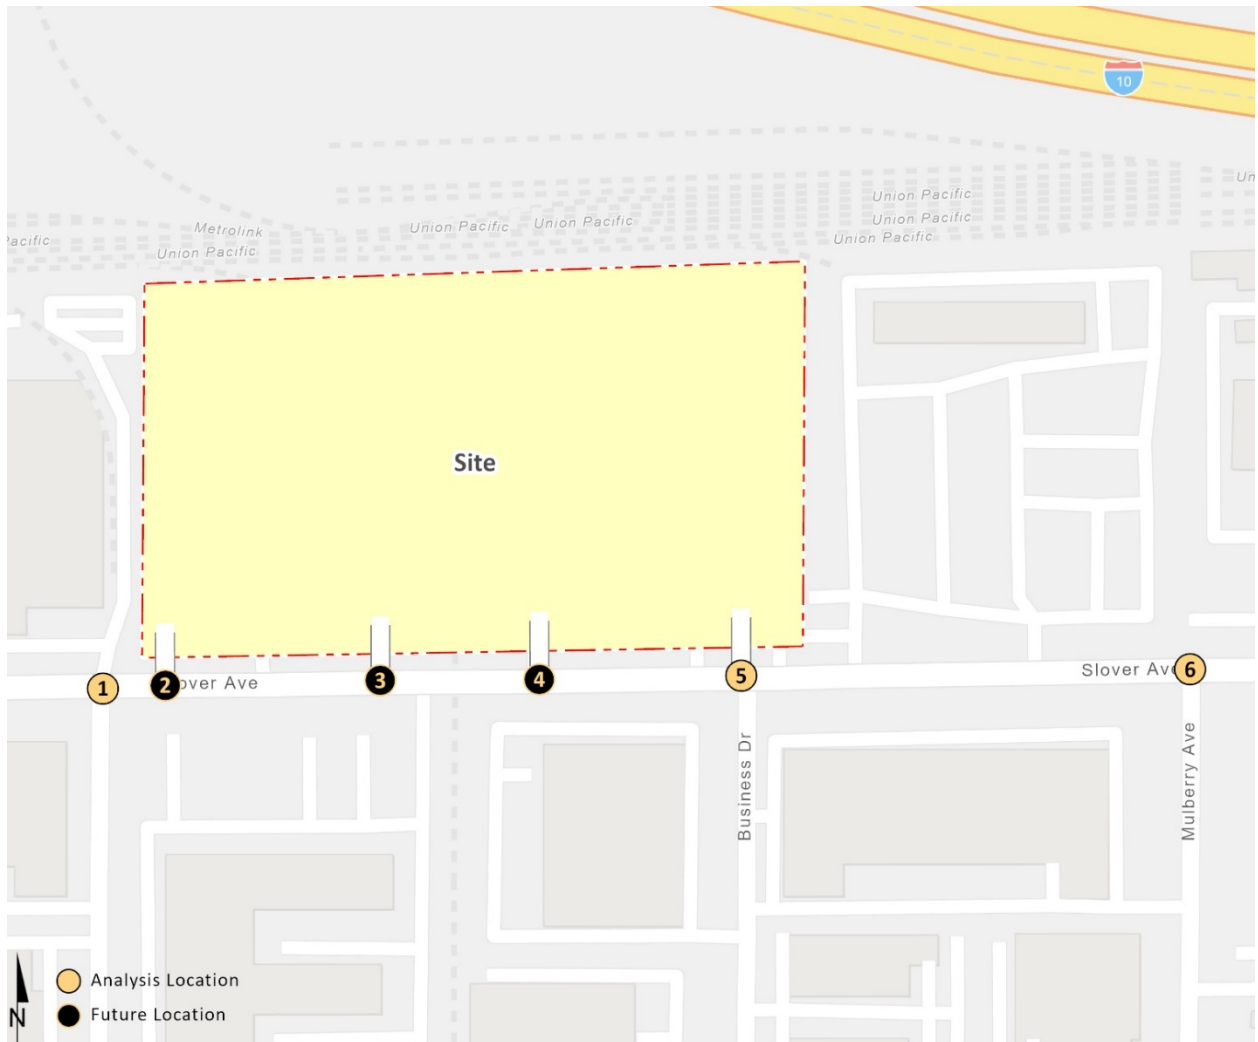 10
Un
Union Pacific
Metrolink
Union Pacific
Union Pacific
Union Pacific
Pacific
Union Pacific
Union Pacific
Site
1
2
over Ave
3
4
5
Slover Ave
6
Business Dr
Mulberry Ave
Analysis Location
Future Location
N